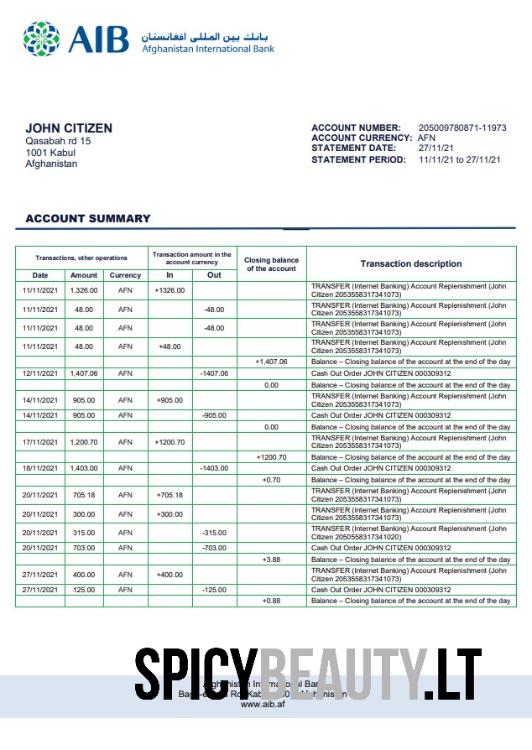 AIB
بانك بين المللى افغانستان
Afghanistan International Bank
JOHN CITIZEN
Qasabah rd 15
1001 Kabul
Afghanistan
ACCOUNT NUMBER: 205009780871-11973
ACCOUNT CURRENCY: AFN
STATEMENT DATE: 27/11/21
STATEMENT PERIOD: 11/11/21 to 27/11/21
ACCOUNT SUMMARY
Transactions, other operations
Transaction amount in the
account currency
Closing balance
of the account
Transaction description
Date Amount Currency In Out
11/11/2021 1,326.00 AFN +1326.00 TRANSFER (Internet Banking) Account Replenishment (John
Citizen 2053558317341073)
11/11/2021 48.00 AFN -48.00 TRANSFER (Internet Banking) Account Replenishment (John
Citizen 2053558317341073)
11/11/2021 48.00 AFN -48.00 TRANSFER (Internet Banking) Account Replenishment (John
Citizen 2053558317341073)
11/11/2021 48.00 AFN +48.00 TRANSFER (Internet Banking) Account Replenishment (John
Citizen 2053558317341073)
+1,407.06 Balance – Closing balance of the account at the end of the day
12/11/2021 1,407.06 AFN -1407.06 Cash Out Order JOHN CITIZEN 000309312
0.00 Balance – Closing balance of the account at the end of the day
14/11/2021 905.00 AFN +905.00 TRANSFER (Internet Banking) Account Replenishment (John
Citizen 2053558317341073)
14/11/2021 905.00 AFN -905.00 Cash Out Order JOHN CITIZEN 000309312
0.00 Balance – Closing balance of the account at the end of the day
17/11/2021 1,200.70 AFN +1200.70 TRANSFER (Internet Banking) Account Replenishment (John
Citizen 2053558317341073)
+1200.70 Balance – Closing balance of the account at the end of the day
18/11/2021 1,403.00 AFN -1403.00 Cash Out Order JOHN CITIZEN 000309312
+0.70 Balance – Closing balance of the account at the end of the day
20/11/2021 705.18 AFN +705.18 TRANSFER (Internet Banking) Account Replenishment (John
Citizen 2053558317341073)
20/11/2021 300.00 AFN +300.00 TRANSFER (Internet Banking) Account Replenishment (John
Citizen 2053558317341073)
20/11/2021 315.00 AFN -315.00 TRANSFER (Internet Banking) Account Replenishment (John
Citizen 2050558317341020)
20/11/2021 703.00 AFN -703.00 Cash Out Order JOHN CITIZEN 000309312
+3.88 Balance – Closing balance of the account at the end of the day
27/11/2021 400.00 AFN +400.00 TRANSFER (Internet Banking) Account Replenishment (John
Citizen 2053558317341073)
27/11/2021 125.00 AFN -125.00 Cash Out Order JOHN CITIZEN 000309312
+0.88 Balance – Closing balance of the account at the end of the day
SPICYBEAUTY.LT
www.aib.af